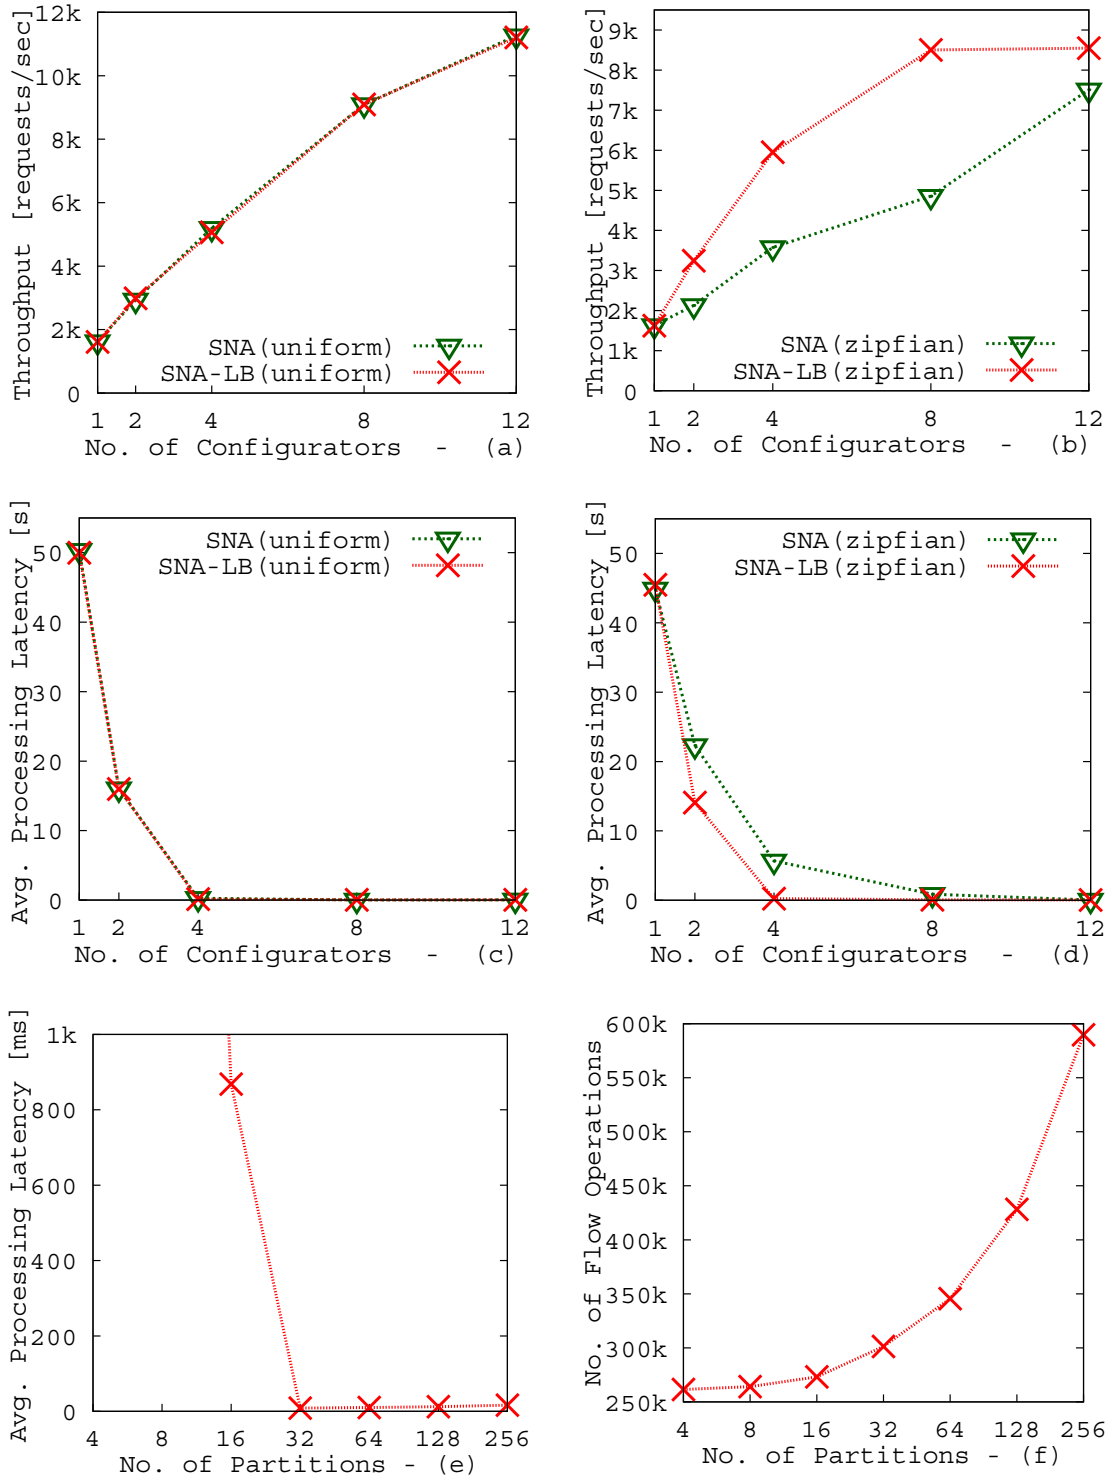 Throughput [requests/sec]
12k
11k
8k
6k
4k
2k
0
SNA(uniform)
SNA-LB(uniform)
1 2 4 8 12
No. of Configurators - (a)
Throughput [requests/sec]
9k
8k
7k
6k
5k
4k
3k
2k
1k
0
SNA(zipfian)
SNA-LB(zipfian)
1 2 4 8 12
No. of Configurators - (b)
Avg. Processing Latency [s]
50
40
30
20
10
0
SNA(uniform)
SNA-LB(uniform)
1 2 4 8 12
No. of Configurators - (c)
Avg. Processing Latency [s]
50
40
30
20
10
0
SNA(zipfian)
SNA-LB(zipfian)
1 2 4 8 12
No. of Configurators - (d)
Avg. Processing Latency [ms]
1k
800
600
400
200
0
4 8 16 32 64 128 256
No. of Partitions - (e)
No. of Flow Operations
600k
550k
500k
450k
400k
350k
300k
250k
4 8 16 32 64 128 256
No. of Partitions - (f)